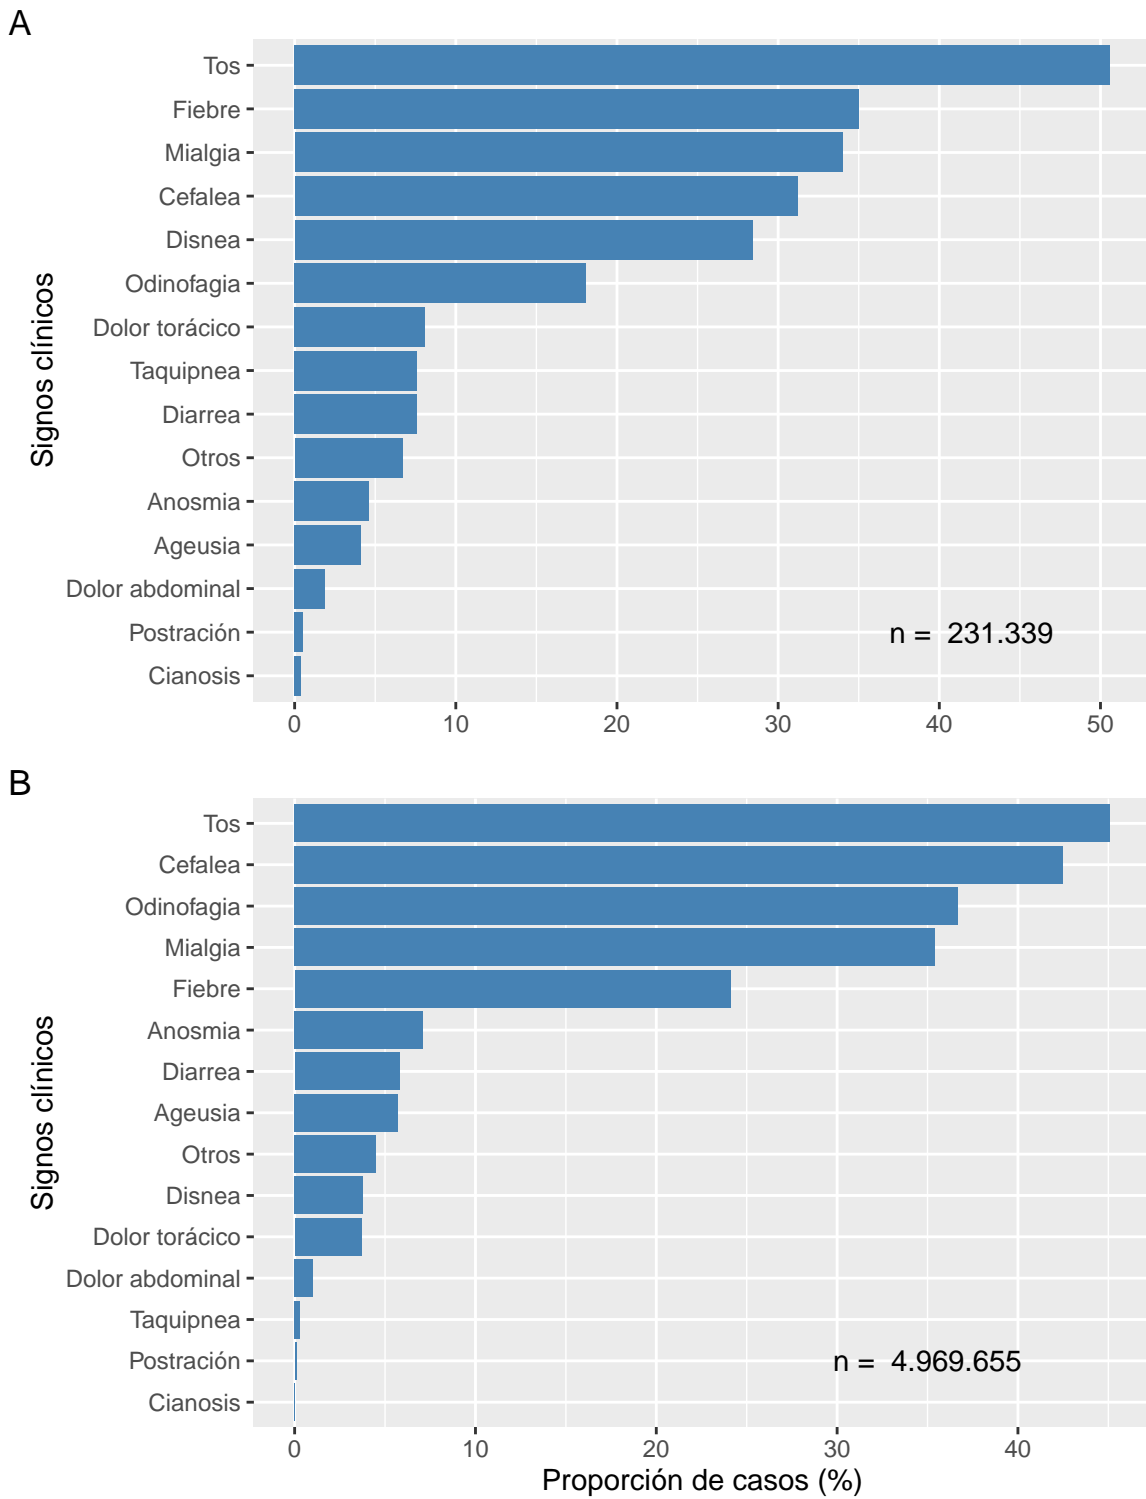 A
Tos
Fiebre
Mialgia
Cefalea
Disnea
Odinofagia
Dolor torácico
Taquipnea
Diarrea
Otros
Anosmia
Ageusia
Dolor abdominal
Postración
Cianosis
Signos clínicos
n =  231.339
0 10 20 30 40 50
B
Tos
Cefalea
Odinofagia
Mialgia
Fiebre
Anosmia
Diarrea
Ageusia
Otros
Disnea
Dolor torácico
Dolor abdominal
Taquipnea
Postración
Cianosis
Signos clínicos
n =  4.969.655
0 10 20 30 40
Proporción de casos (%)